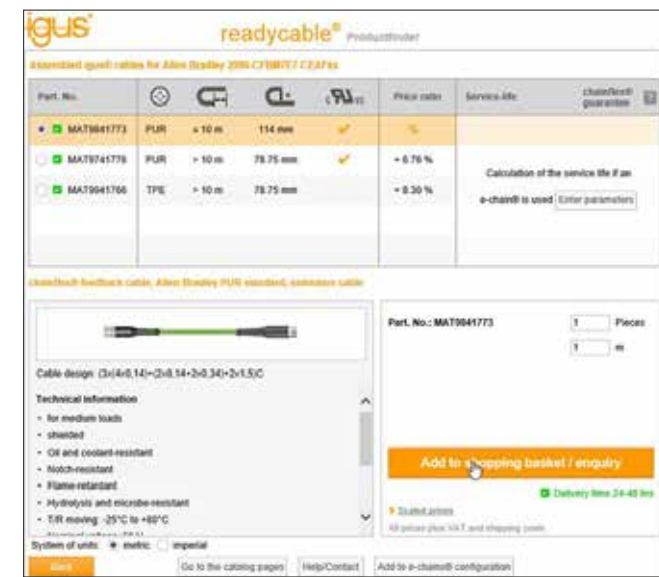 igus®
readycable® Productfinder
Assembled igus® cables for Allen Bradley
Part. No. Price ratio Service life chainflex® guarantee
MAT9841773 PUR 114 mm
MAT9741776 PUR > 10 m 78.75 mm + 6.76 %
MAT9041766 TPE > 10 m 78.75 mm + 8.30 %
Calculation of the service life if an
e-chain® is used Enter parameters
chainflex® feedback cable, Allen Bradley PUR standard, extension cable
Part. No.: MAT9841773 1 Pieces
1 m
Cable design: (3x(4x0,14)+(2x0,14+2x0,34)+2x1,5)C
Technical information
• for medium loads
• shielded
• Oil and coolant-resistant
• Notch-resistant
• Flame-retardant
• Hydrolysis and microbe-resistant
• T/R moving: -25°C to +80°C
Add to shopping basket / enquiry
Delivery time 24-48 hrs
Scaled prices
All prices plus VAT and shipping costs
System of units: metric imperial
Back Go to the catalog pages Help/Contact Add to e-chain® configuration